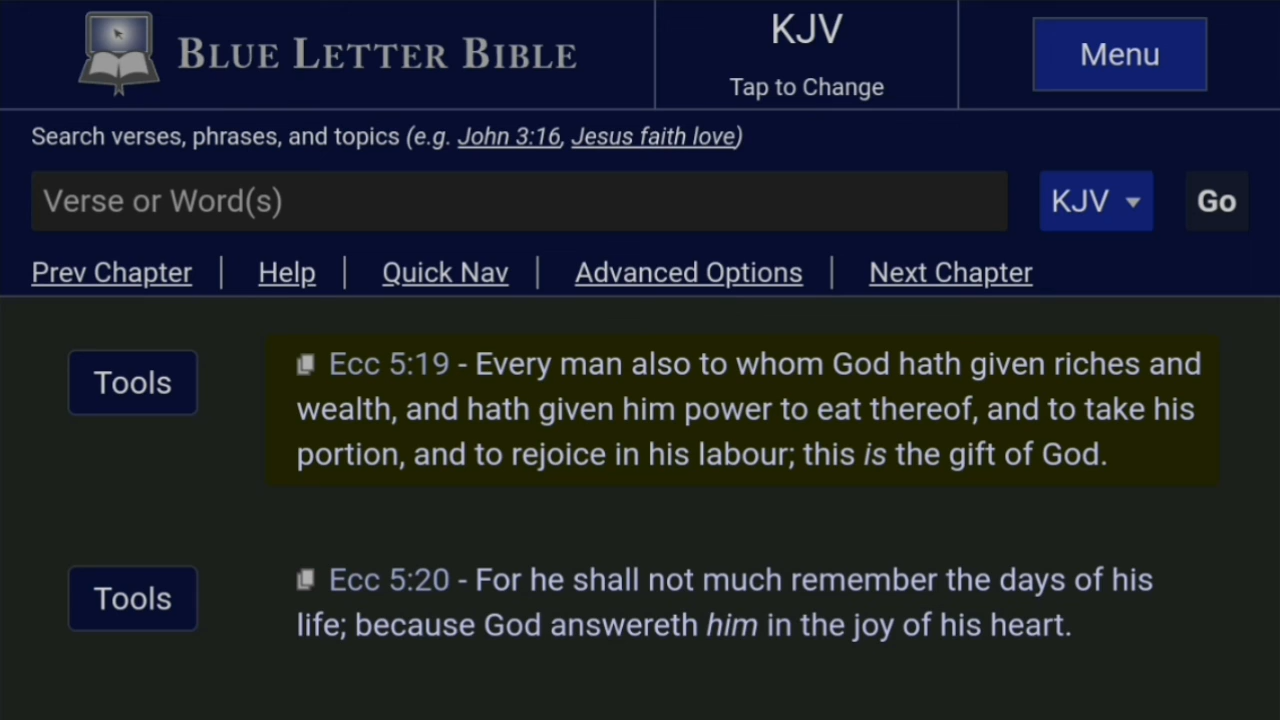 BLUE LETTER BIBLE
KJV
Tap to Change
Menu
Search verses, phrases, and topics (e.g. John 3:16, Jesus faith love)
Verse or Word(s)
KJV
Go
Prev Chapter | Help | Quick Nav | Advanced Options | Next Chapter
Tools
Ecc 5:19 - Every man also to whom God hath given riches and
wealth, and hath given him power to eat thereof, and to take his
portion, and to rejoice in his labour; this is the gift of God.
Tools
Ecc 5:20 - For he shall not much remember the days of his
life; because God answereth him in the joy of his heart.